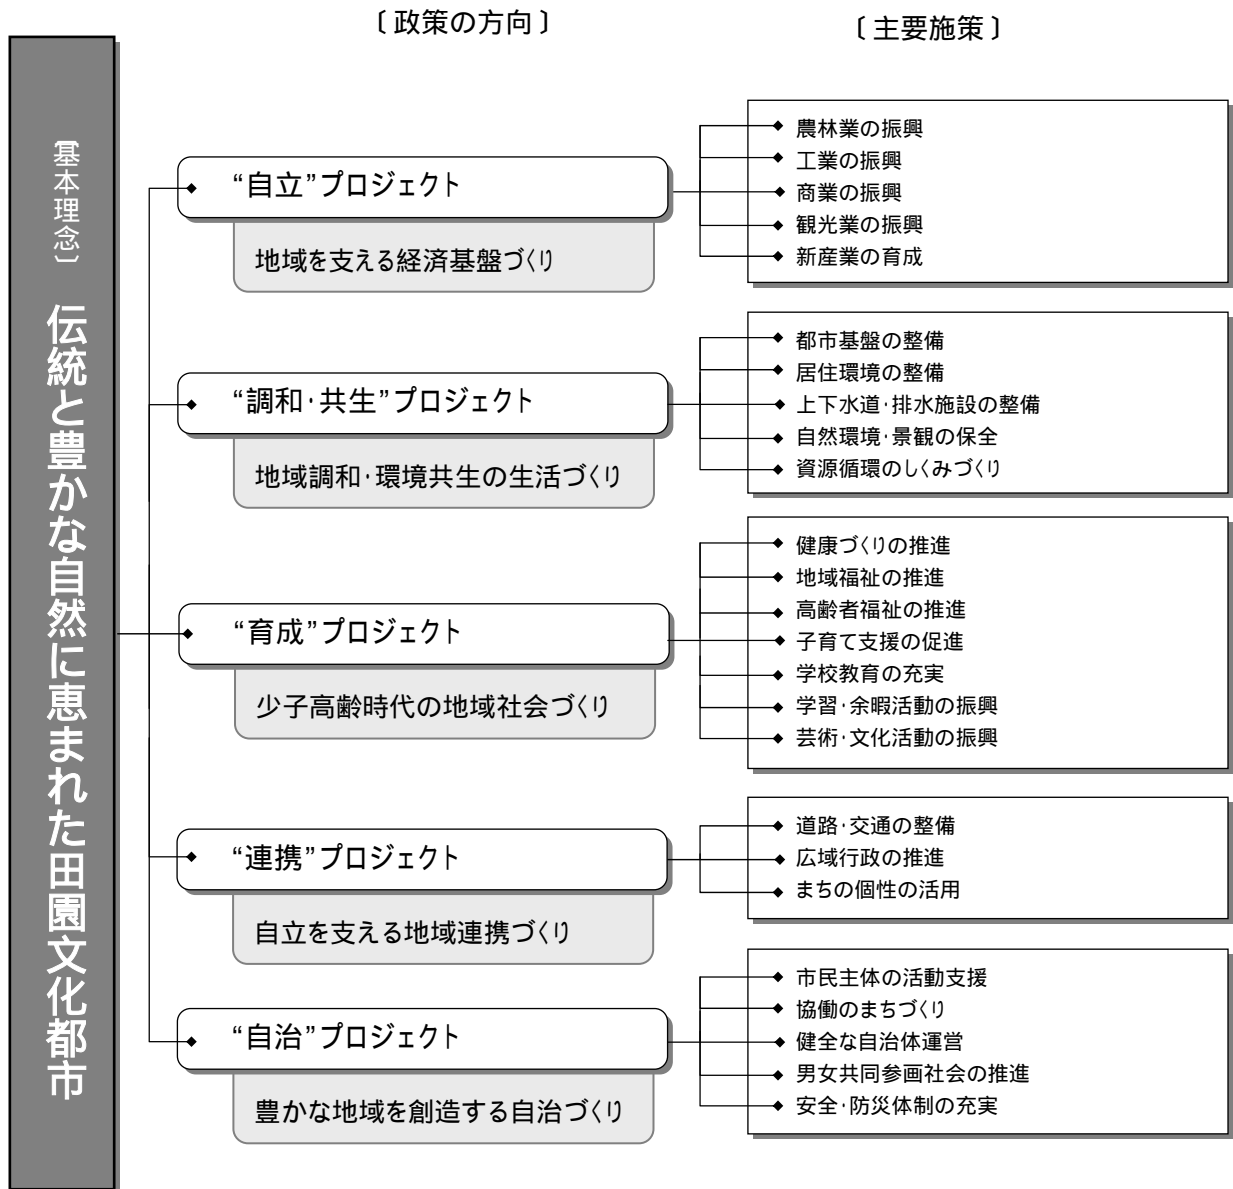 〔政策の方向〕
〔主要施策〕
〔基本理念〕 伝統と豊かな自然に恵まれた田園文化都市
“自立”プロジェクト
地域を支える経済基盤づくり
農林業の振興
工業の振興
商業の振興
観光業の振興
新産業の育成
“調和・共生”プロジェクト
地域調和・環境共生の生活づくり
都市基盤の整備
居住環境の整備
上下水道・排水施設の整備
自然環境・景観の保全
資源循環のしくみづくり
“育成”プロジェクト
少子高齢時代の地域社会づくり
健康づくりの推進
地域福祉の推進
高齢者福祉の推進
子育て支援の促進
学校教育の充実
学習・余暇活動の振興
芸術・文化活動の振興
“連携”プロジェクト
自立を支える地域連携づくり
道路・交通の整備
広域行政の推進
まちの個性の活用
“自治”プロジェクト
豊かな地域を創造する自治づくり
市民主体の活動支援
協働のまちづくり
健全な自治体運営
男女共同参画社会の推進
安全・防災体制の充実